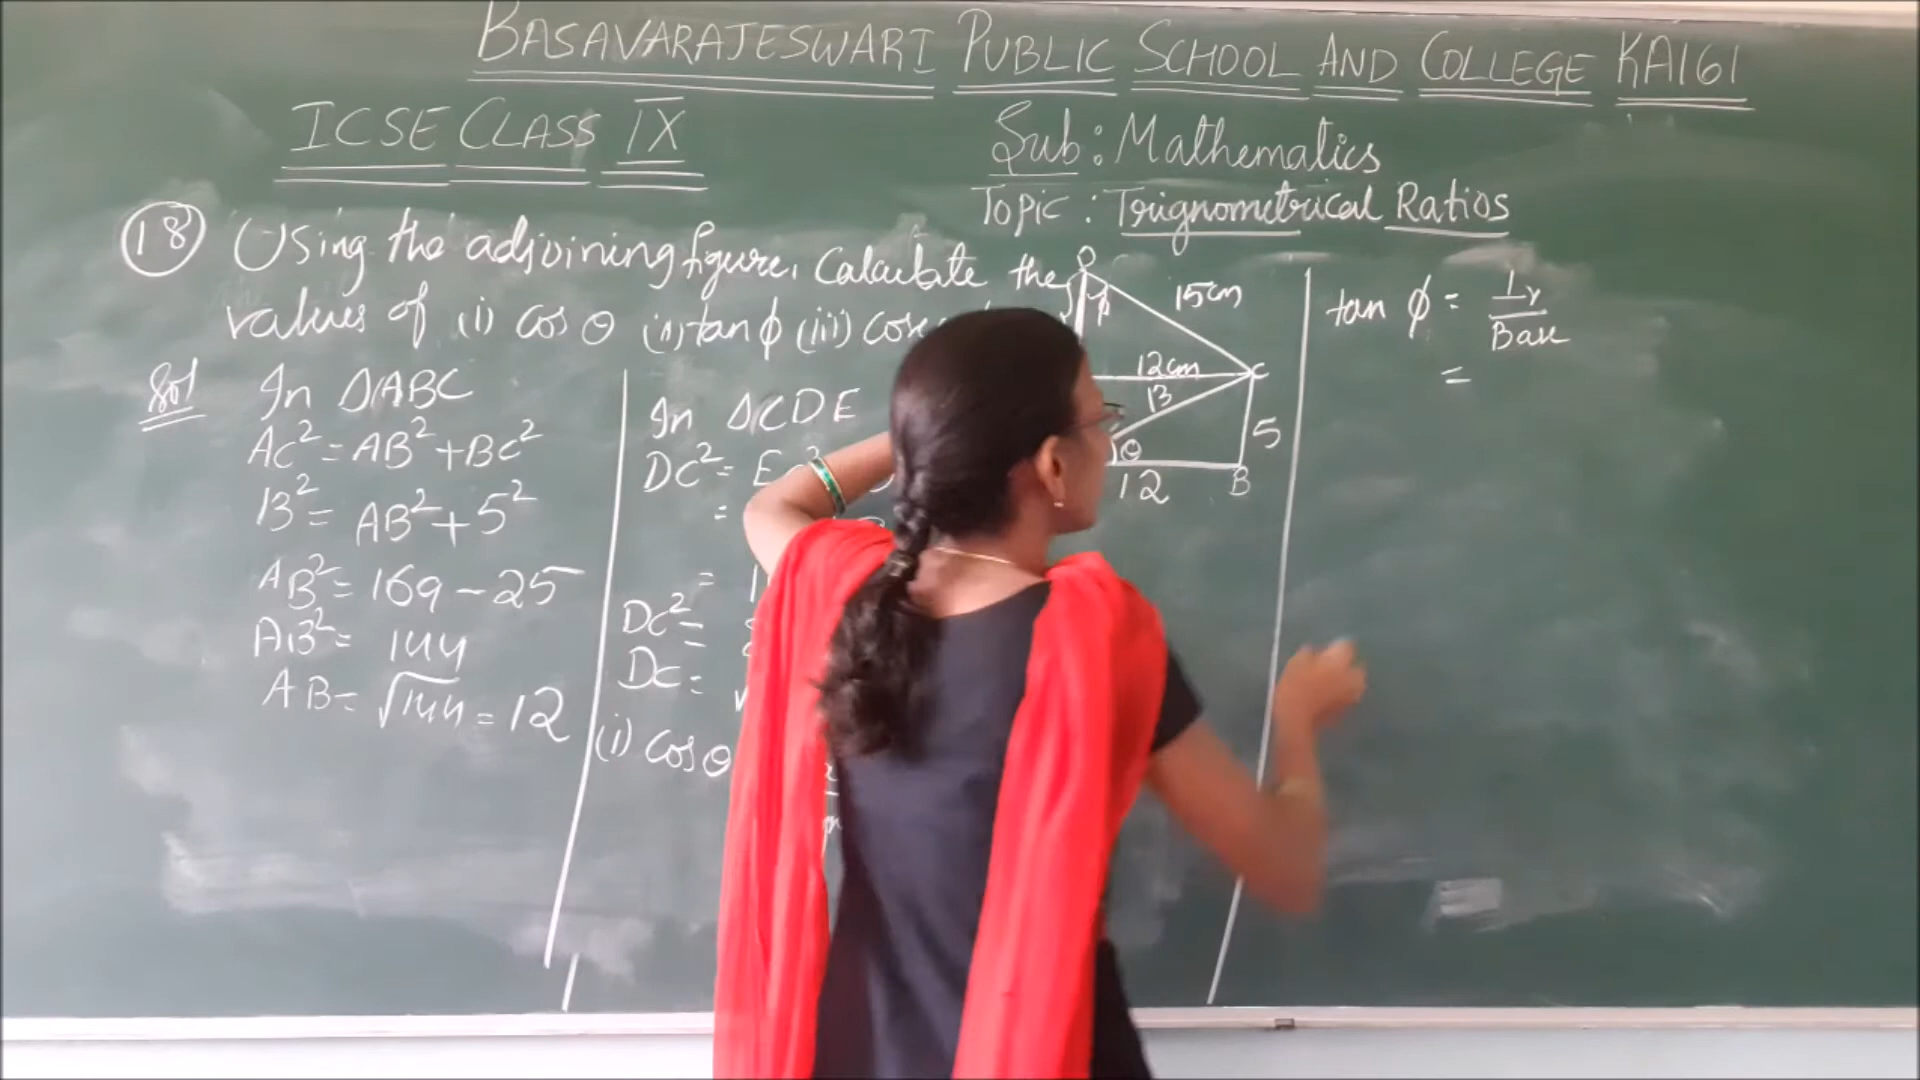 BASAVARAJESWARI PUBLIC SCHOOL AND COLLEGE KA161
ICSE CLASS IX
Sub: Mathematics
Topic: Trignometrical Ratios
18 Using the adjoining figure, Calculate the
values of (i) cos θ (ii) tan ϕ (iii)
Sol In ΔABC
AC² = AB² + BC²
13² = AB² + 5²
AB² = 169 - 25
AB² = 144
AB = √144 = 12
In ΔCDE
DC² =
=
=
DC² =
DC = √
(i) cos θ
D
ϕ
15cm
12cm
C
13
5
θ
12
B
tan ϕ = ⊥r / Base
=